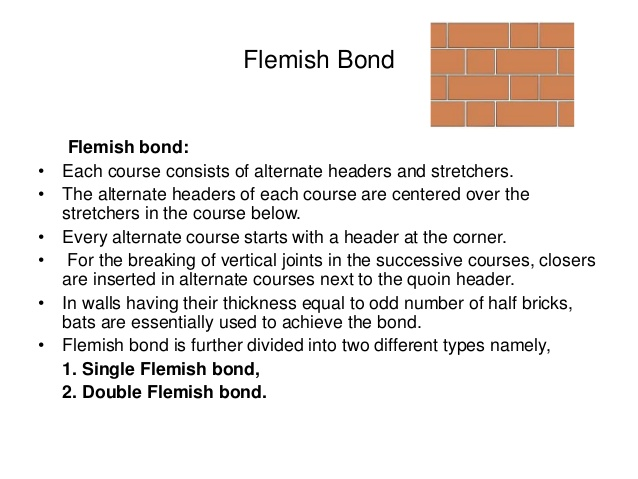 Flemish Bond
Flemish bond:
• Each course consists of alternate headers and stretchers.
• The alternate headers of each course are centered over the
stretchers in the course below.
• Every alternate course starts with a header at the corner.
• For the breaking of vertical joints in the successive courses, closers
are inserted in alternate courses next to the quoin header.
• In walls having their thickness equal to odd number of half bricks,
bats are essentially used to achieve the bond.
• Flemish bond is further divided into two different types namely,
1. Single Flemish bond,
2. Double Flemish bond.